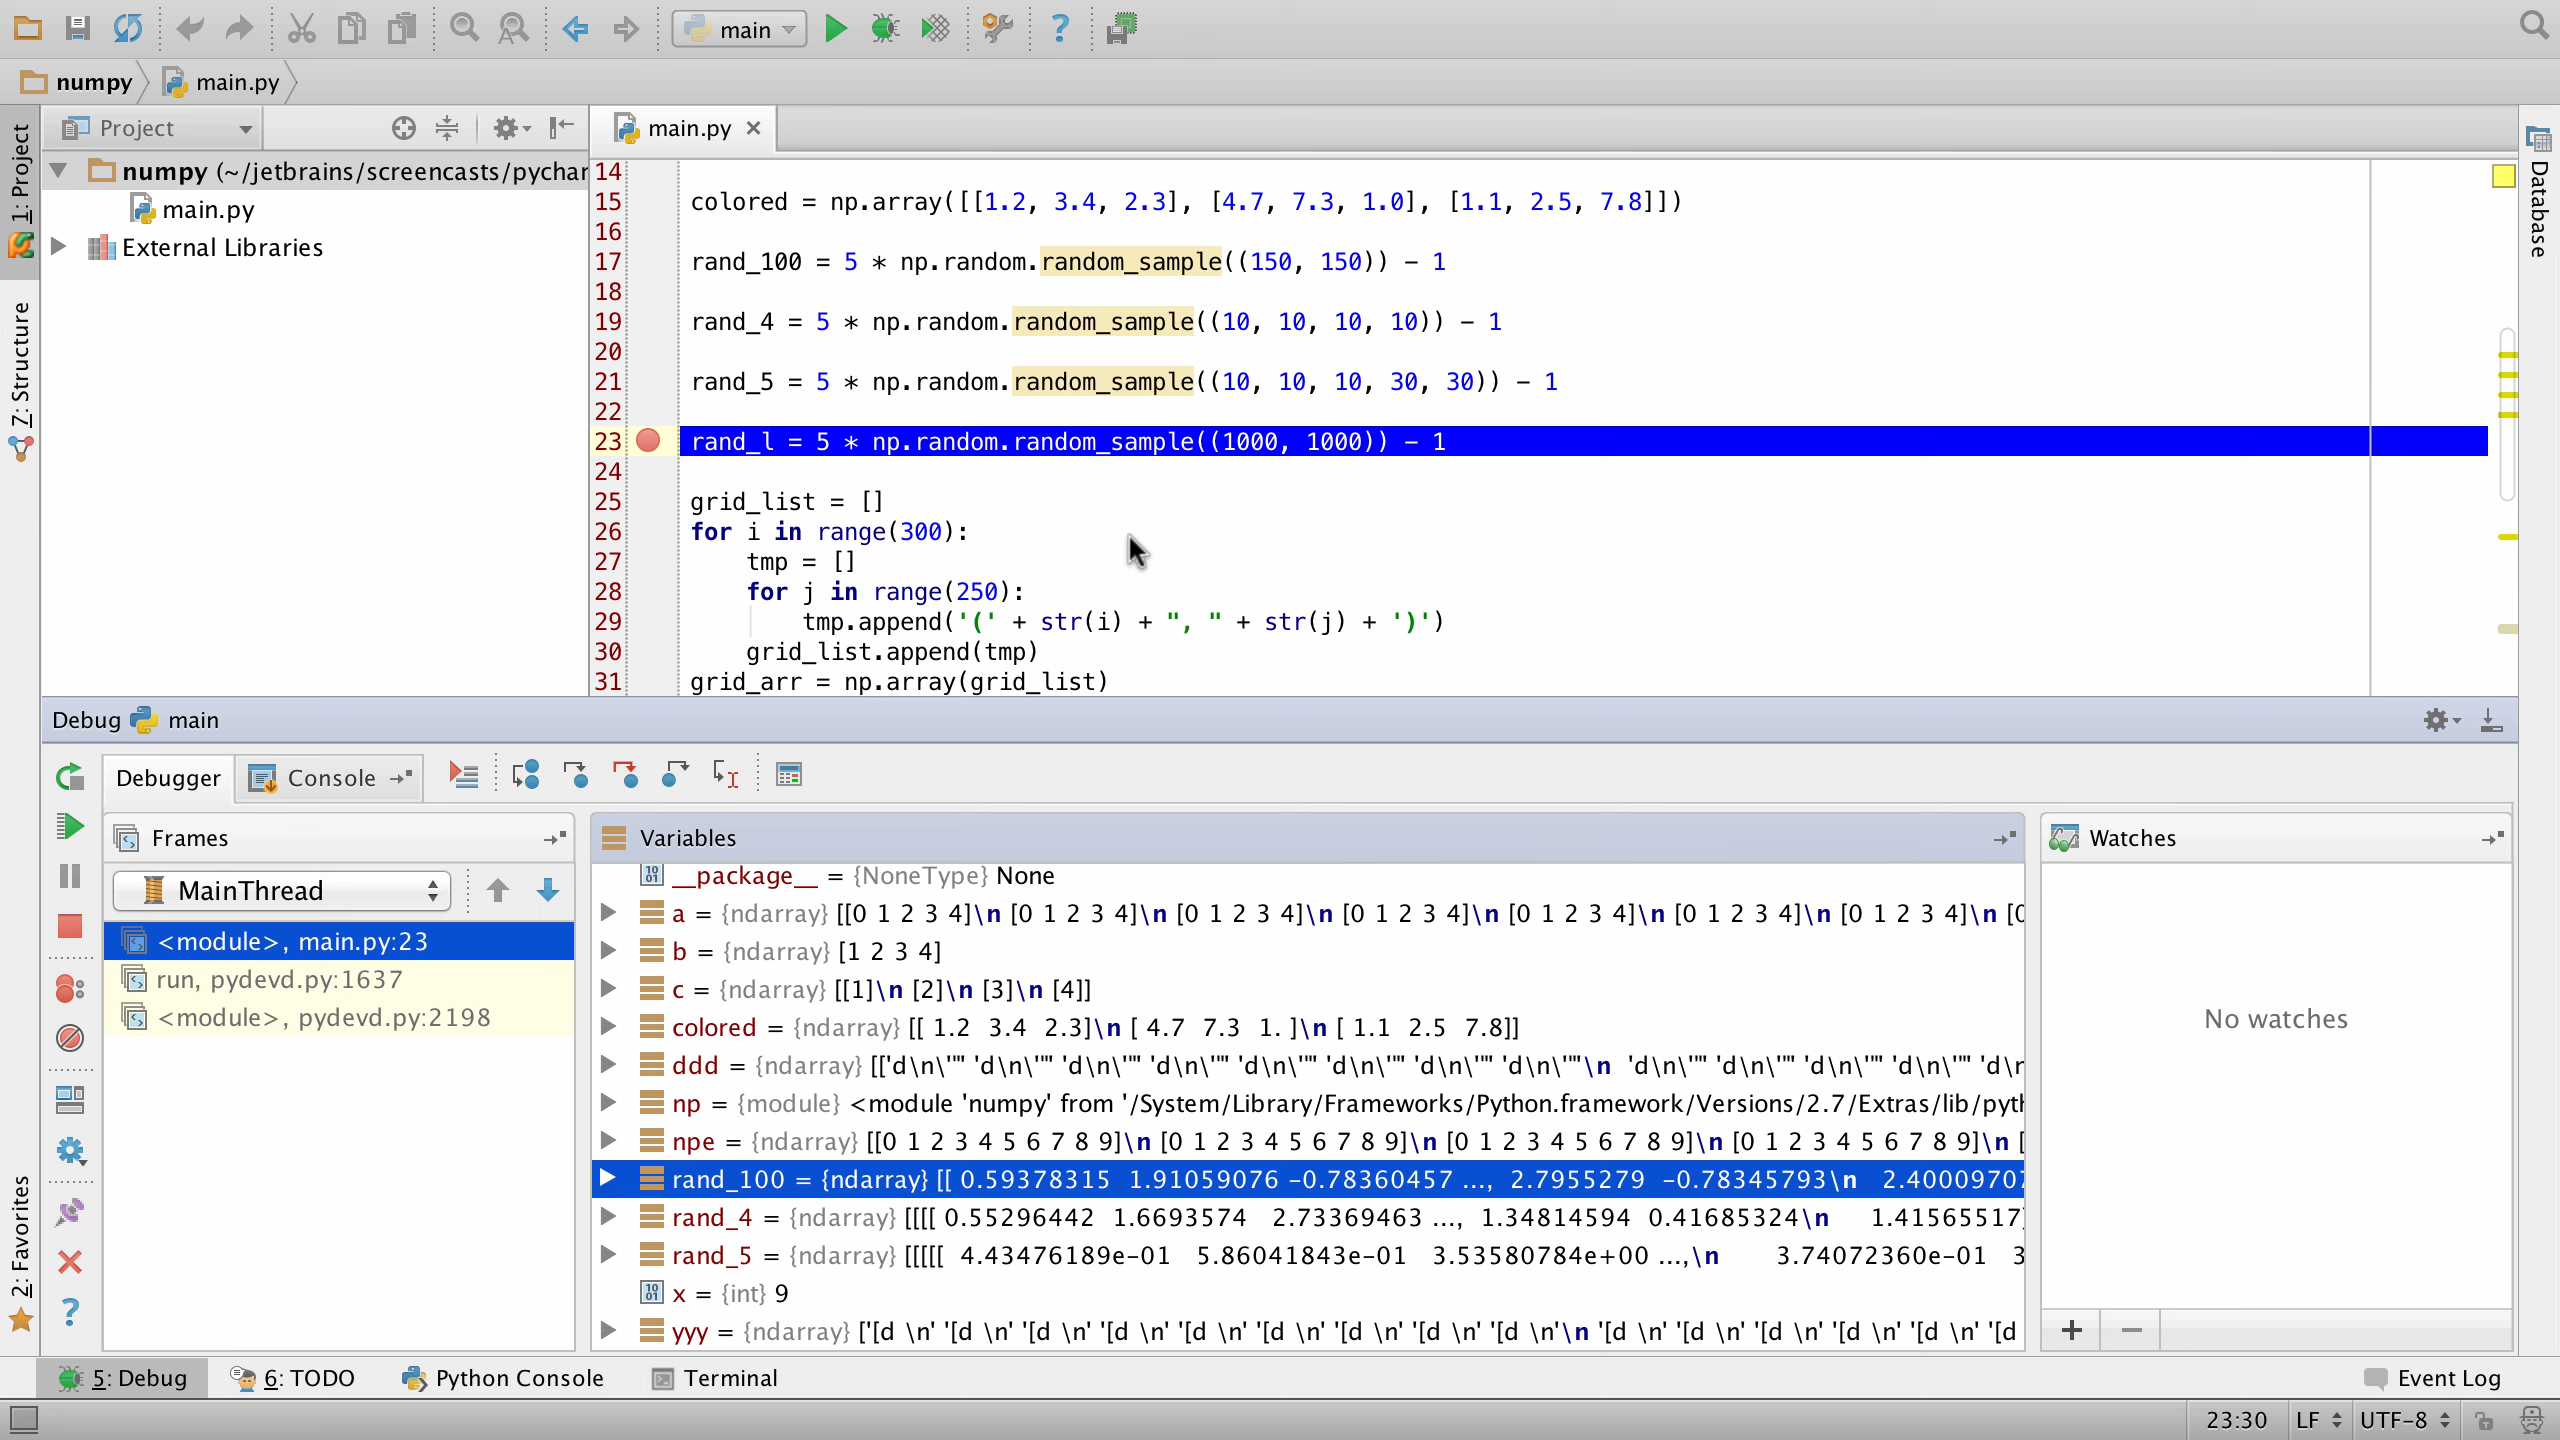 main
numpy
main.py
1: Project
7: Structure
2: Favorites
Project
numpy (~/jetbrains/screencasts/pychar
main.py
External Libraries
main.py
14
15 colored = np.array([[1.2, 3.4, 2.3], [4.7, 7.3, 1.0], [1.1, 2.5, 7.8]])
16
17 rand_100 = 5 * np.random.random_sample((150, 150)) - 1
18
19 rand_4 = 5 * np.random.random_sample((10, 10, 10, 10)) - 1
20
21 rand_5 = 5 * np.random.random_sample((10, 10, 10, 30, 30)) - 1
22
23 rand_l = 5 * np.random.random_sample((1000, 1000)) - 1
24
25 grid_list = []
26 for i in range(300):
27 tmp = []
28 for j in range(250):
29 tmp.append('(' + str(i) + ", " + str(j) + ')')
30 grid_list.append(tmp)
31 grid_arr = np.array(grid_list)
Database
Debug main
Debugger
Console
Frames
MainThread
<module>, main.py:23
run, pydevd.py:1637
<module>, pydevd.py:2198
Variables
__package__ = {NoneType} None
a = {ndarray} [[0 1 2 3 4]\n [0 1 2 3 4]\n [0 1 2 3 4]\n [0 1 2 3 4]\n [0 1 2 3 4]\n [0 1 2 3 4]\n [0 1 2 3 4]\n [0
b = {ndarray} [1 2 3 4]
c = {ndarray} [[1]\n [2]\n [3]\n [4]]
colored = {ndarray} [[ 1.2 3.4 2.3]\n [ 4.7 7.3 1. ]\n [ 1.1 2.5 7.8]]
ddd = {ndarray} [['d\n\'"' 'd\n\'"' 'd\n\'"' 'd\n\'"' 'd\n\'"' 'd\n\'"' 'd\n\'"' 'd\n\'"'\n 'd\n\'"' 'd\n\'"' 'd\n\'"' 'd\n\'"' 'd\n
np = {module} <module 'numpy' from '/System/Library/Frameworks/Python.framework/Versions/2.7/Extras/lib/pyth
npe = {ndarray} [[0 1 2 3 4 5 6 7 8 9]\n [0 1 2 3 4 5 6 7 8 9]\n [0 1 2 3 4 5 6 7 8 9]\n [0 1 2 3 4 5 6 7 8 9]\n [
rand_100 = {ndarray} [[ 0.59378315 1.91059076 -0.78360457 ..., 2.7955279 -0.78345793\n 2.40009707
rand_4 = {ndarray} [[[[ 0.55296442 1.6693574 2.73369463 ..., 1.34814594 0.41685324\n 1.41565517]
rand_5 = {ndarray} [[[[[ 4.43476189e-01 5.86041843e-01 3.53580784e+00 ...,\n 3.74072360e-01 3
x = {int} 9
yyy = {ndarray} ['[d \n' '[d \n' '[d \n' '[d \n' '[d \n' '[d \n' '[d \n' '[d \n' '[d \n'\n '[d \n' '[d \n' '[d \n' '[d \n' '[d \n' '[d
Watches
No watches
5: Debug
6: TODO
Python Console
Terminal
Event Log
23:30
LF
UTF-8